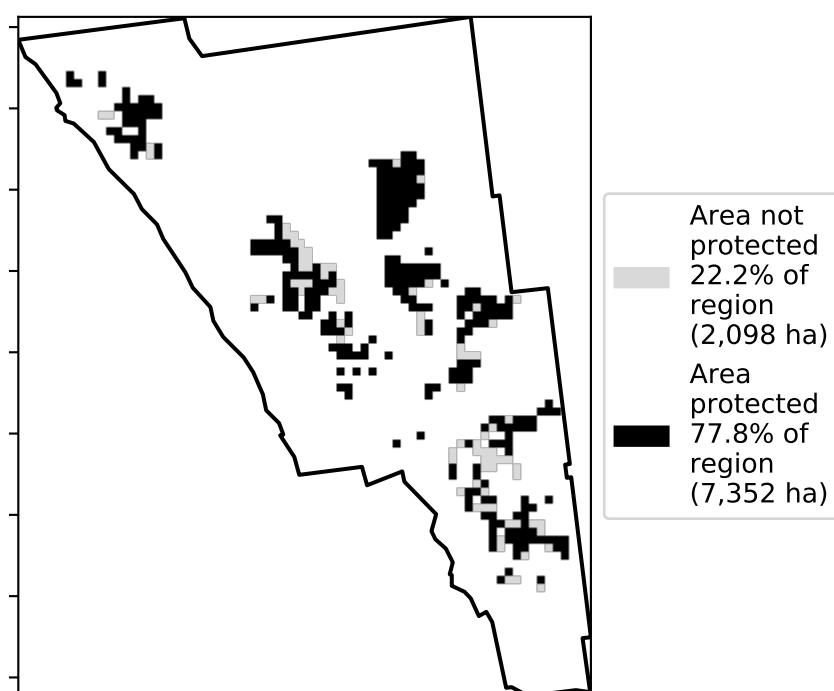 Area not
protected
22.2% of
region
(2,098 ha)
Area
protected
77.8% of
region
(7,352 ha)